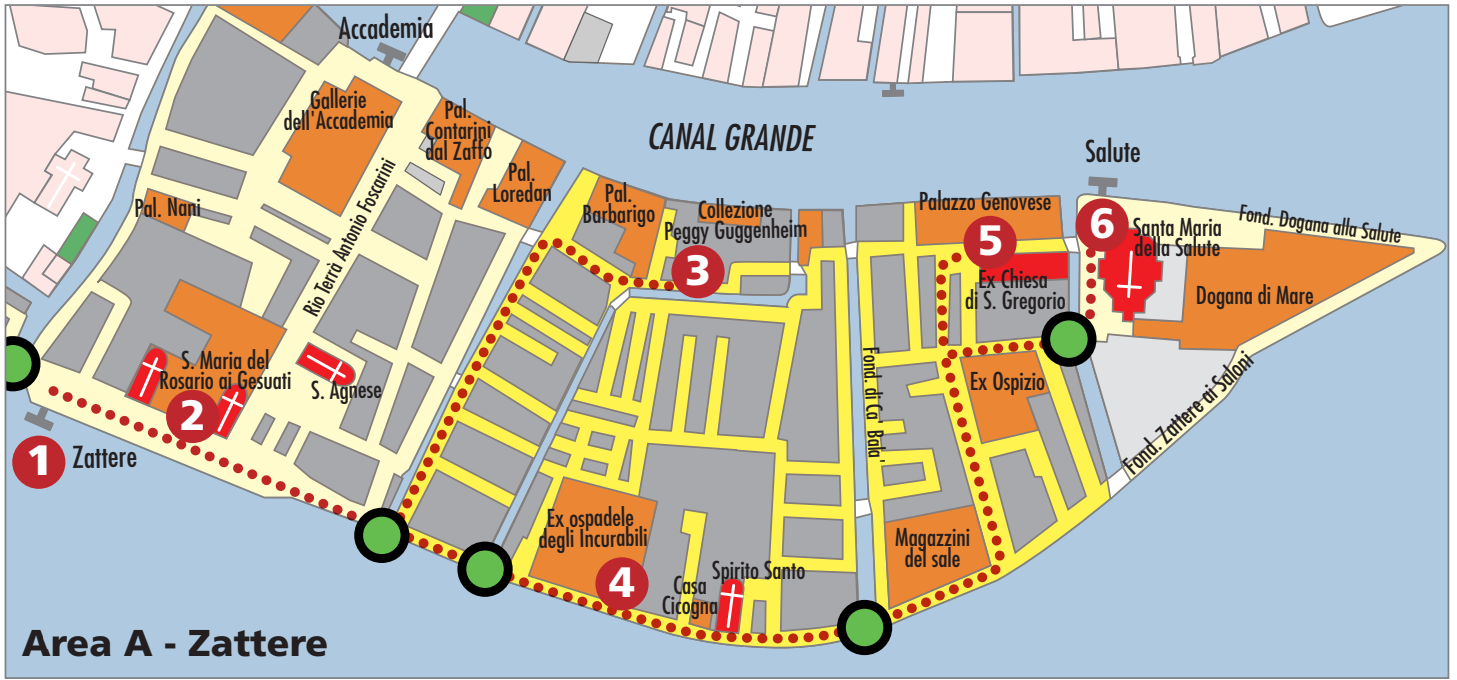 Accademia
Gallerie
dell'Accademia
Pal.
Contarini
dal Zaffo
Pal.
Loredan
CANAL GRANDE
Salute
Pal. Nani
Rio Terrà Antonio Foscarini
Pal.
Barbarigo
Collezione
Peggy Guggenheim
3
Palazzo Genovese
5
6
Santa Maria
della Salute
Fond. Dogana alla Salute
Ex Chiesa
di S. Gregorio
Dogana di Mare
S. Maria del
Rosario ai Gesuati
2
S. Agnese
Fond. di Ca' Bala'
Ex Ospizio
Fond. Zattere ai Saloni
1
Zattere
Ex ospadele
degli Incurabili
4
Casa
Cicogna
Spirito Santo
Magazzini
del sale
Area A - Zattere